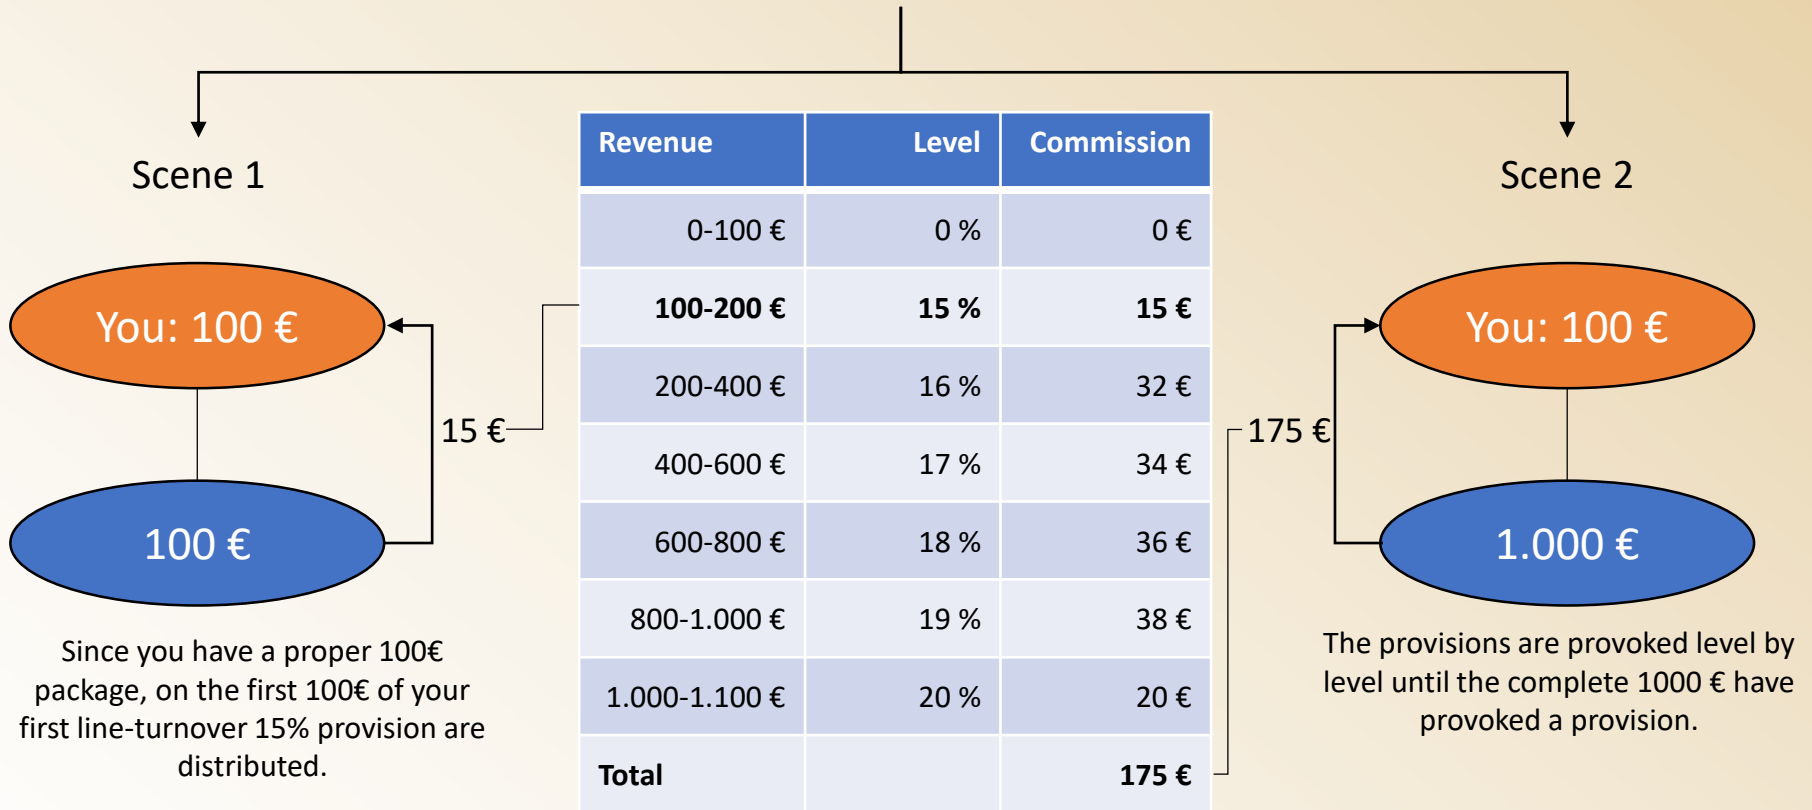 Scene 1
You: 100 €
15 €
100 €
Since you have a proper 100€
package, on the first 100€ of your
first line-turnover 15% provision are
distributed.
Revenue Level Commission
0-100 € 0 % 0 €
100-200 € 15 % 15 €
200-400 € 16 % 32 €
400-600 € 17 % 34 €
600-800 € 18 % 36 €
800-1.000 € 19 % 38 €
1.000-1.100 € 20 % 20 €
Total 175 €
Scene 2
You: 100 €
175 €
1.000 €
The provisions are provoked level by
level until the complete 1000 € have
provoked a provision.